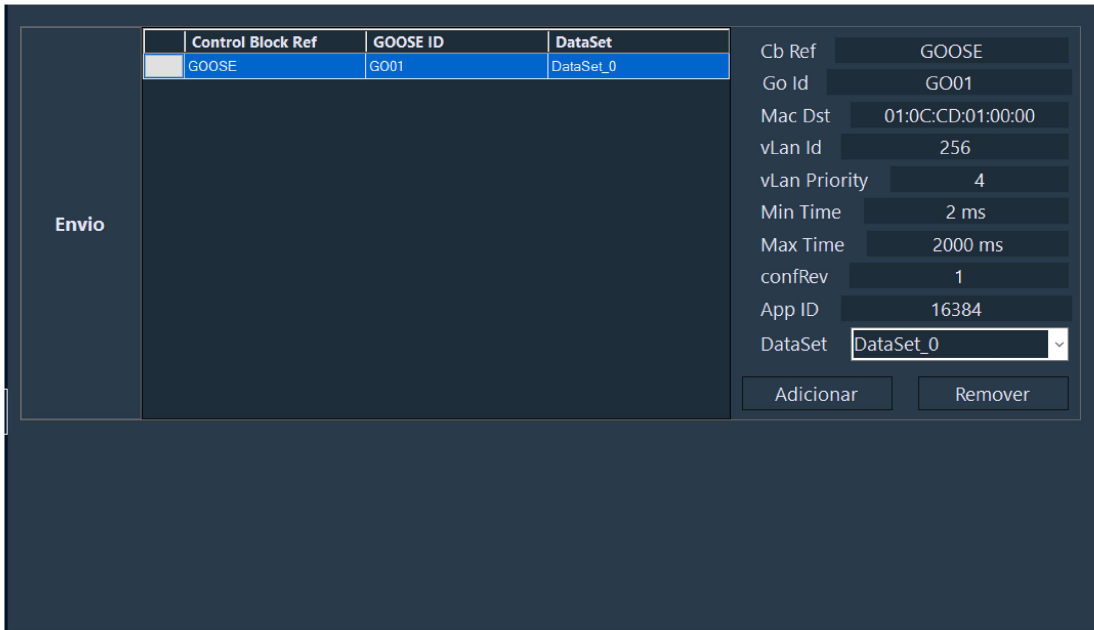 Control Block Ref GOOSE ID DataSet
GOOSE GO01 DataSet_0
Envio
Cb Ref GOOSE
Go Id GO01
Mac Dst 01:0C:CD:01:00:00
vLan Id 256
vLan Priority 4
Min Time 2 ms
Max Time 2000 ms
confRev 1
App ID 16384
DataSet DataSet_0
Adicionar Remover